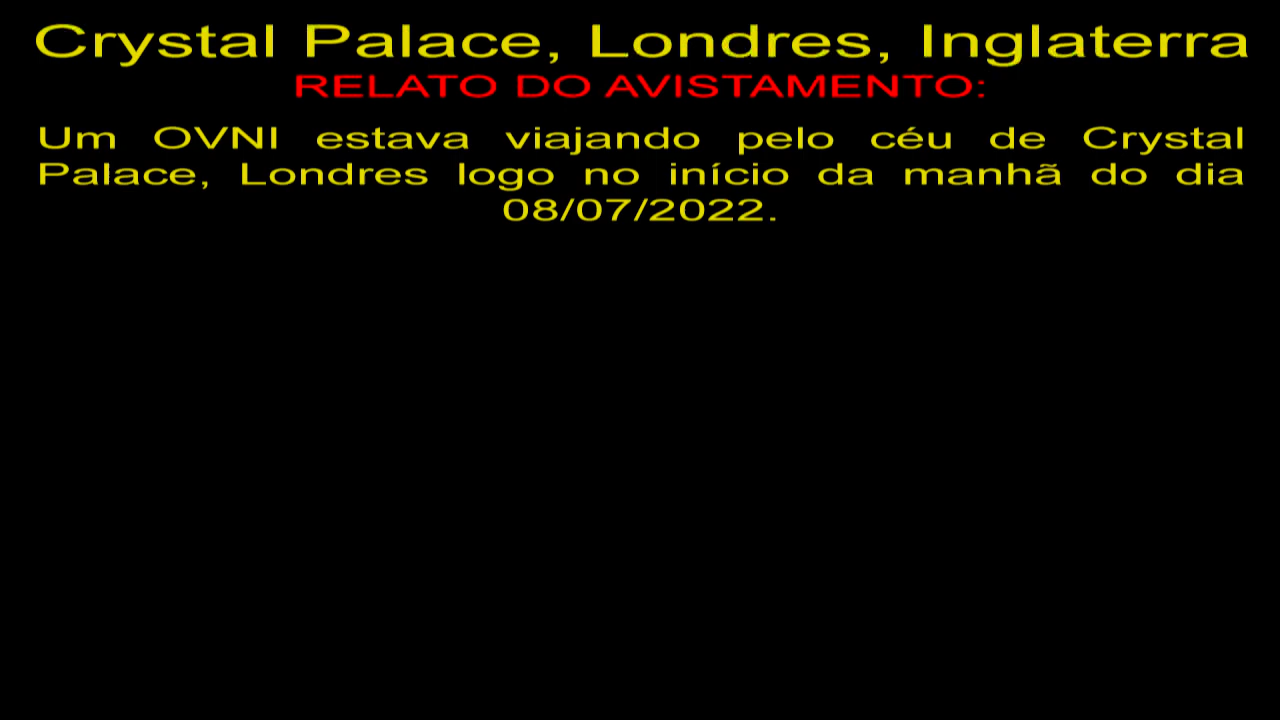 Crystal Palace, Londres, Inglaterra
RELATO DO AVISTAMENTO:
Um OVNI estava viajando pelo céu de Crystal
Palace, Londres logo no início da manhã do dia
08/07/2022.